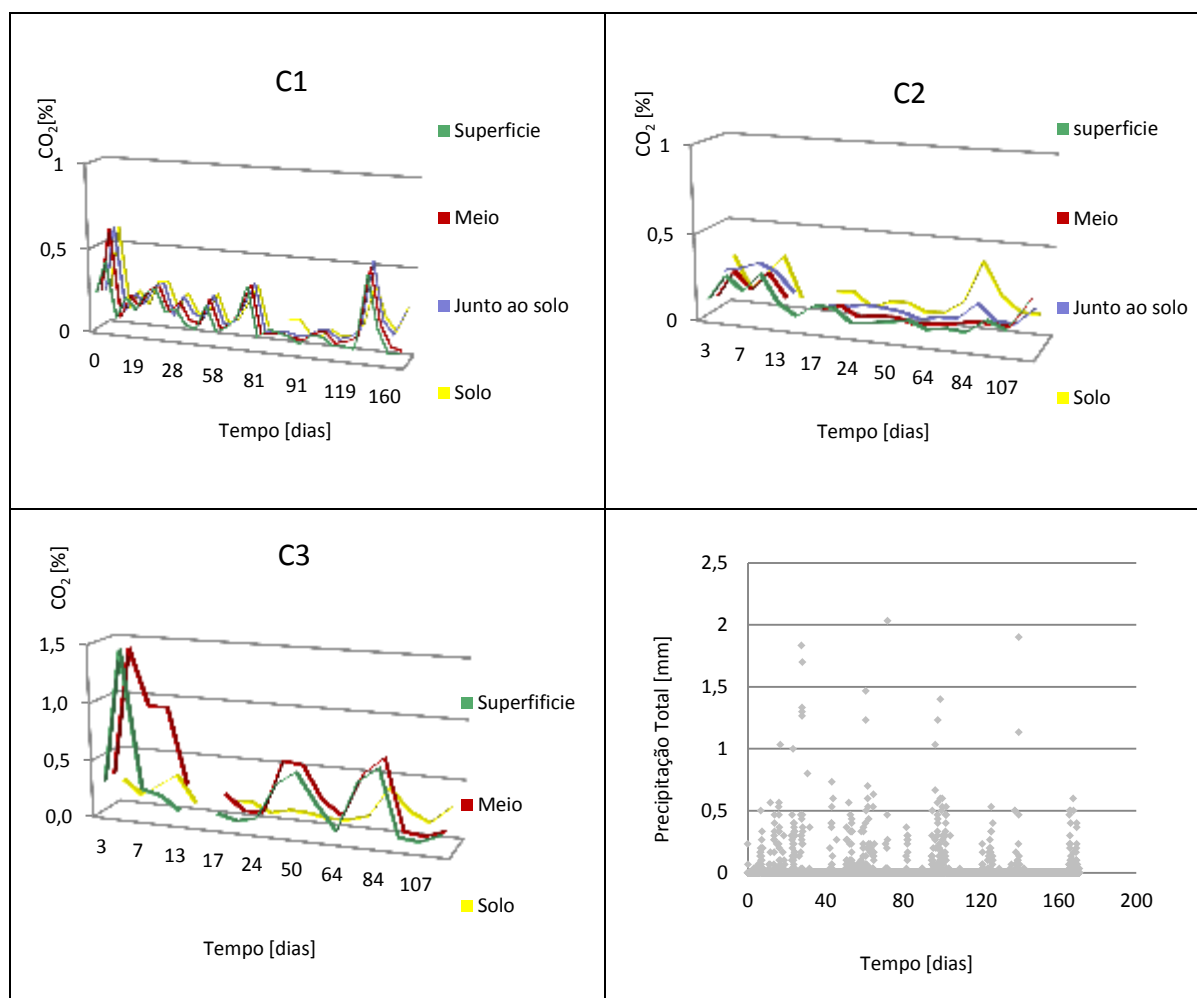 C1
CO₂[%]
1
0,5
0
0 19 28 58 81 91 119 160
Tempo [dias]
Superficie
Meio
Junto ao solo
Solo
C2
CO₂[%]
1
0,5
0
3 7 13 17 24 50 64 84 107
Tempo [dias]
superficie
Meio
Junto ao solo
Solo
C3
CO₂ [%]
1,5
1,0
0,5
0,0
3 7 13 17 24 50 64 84 107
Tempo [dias]
Superfificie
Meio
Solo
Precipitação Total [mm]
2,5
2
1,5
1
0,5
0
0 40 80 120 160 200
Tempo [dias]